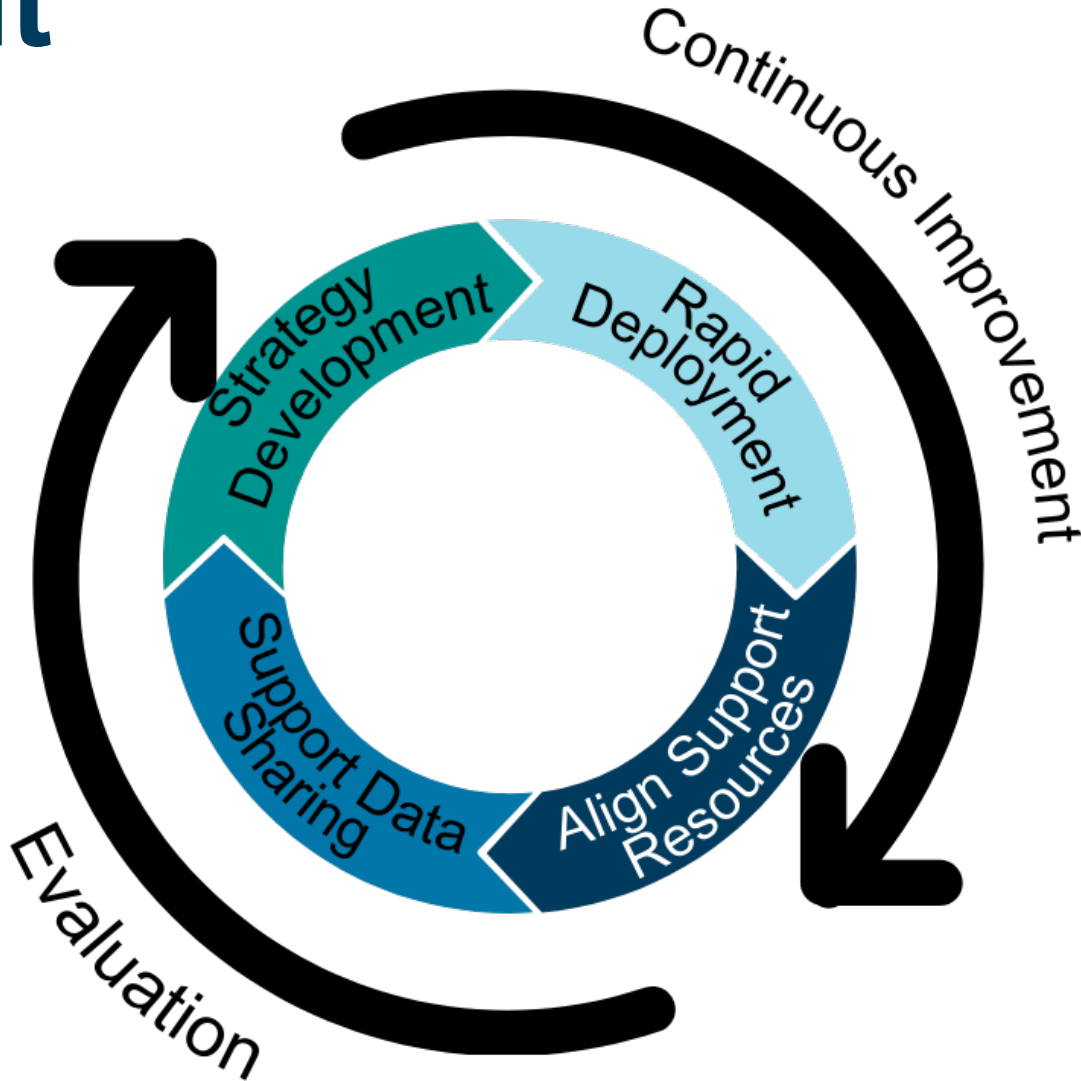 Continuous Improvement
Strategy
Development
Rapid
Deployment
Align Support
Resources
Support Data
Sharing
Evaluation